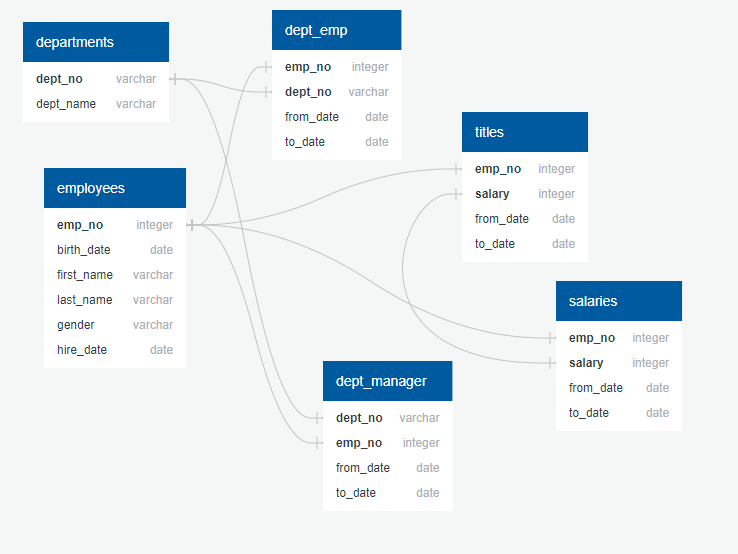 departments
dept_no varchar
dept_name varchar
dept_emp
emp_no integer
dept_no varchar
from_date date
to_date date
titles
emp_no integer
salary integer
from_date date
to_date date
employees
emp_no integer
birth_date date
first_name varchar
last_name varchar
gender varchar
hire_date date
salaries
emp_no integer
salary integer
from_date date
to_date date
dept_manager
dept_no varchar
emp_no integer
from_date date
to_date date